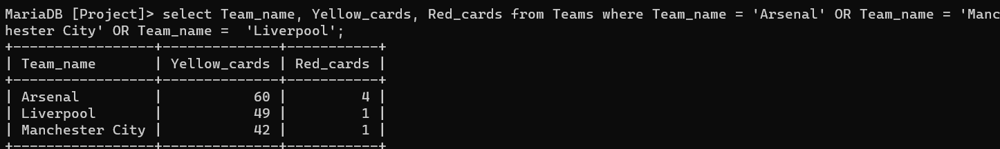 MariaDB [Project]> select Team_name, Yellow_cards, Red_cards from Teams where Team_name = 'Arsenal' OR Team_name = 'Manc
hester City' OR Team_name =  'Liverpool';
+----------------+--------------+-----------+
| Team_name      | Yellow_cards | Red_cards |
+----------------+--------------+-----------+
| Arsenal        |           60 |         4 |
| Liverpool      |           49 |         1 |
| Manchester City |           42 |         1 |
+----------------+--------------+-----------+